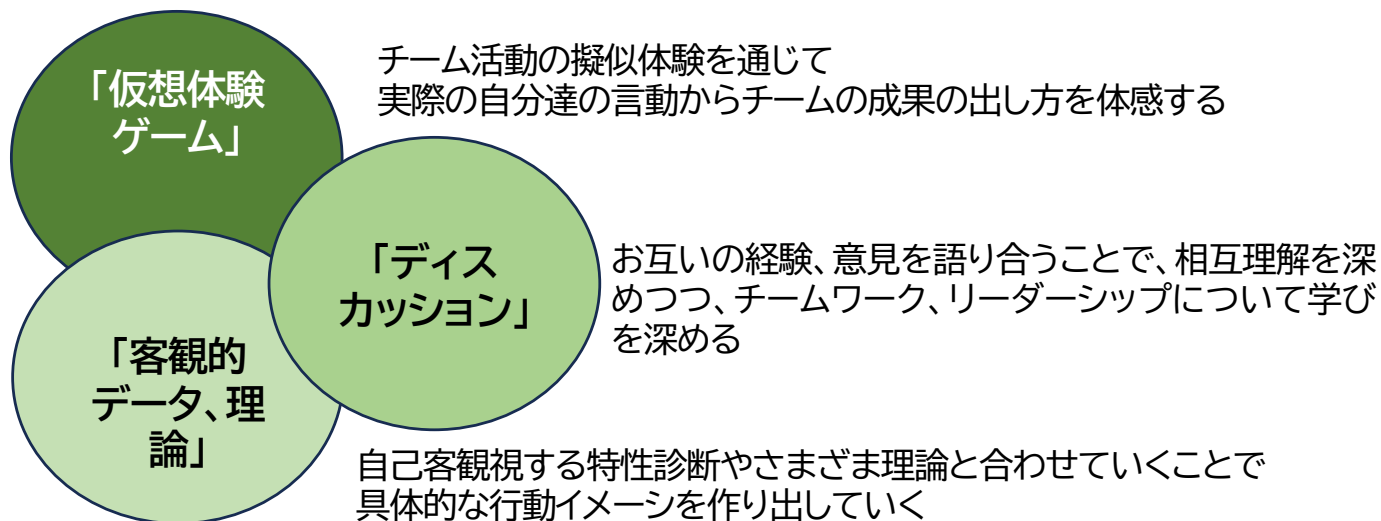 「仮想体験
ゲーム」
チーム活動の擬似体験を通じて
実際の自分達の言動からチームの成果の出し方を体感する
「ディス
カッション」
お互いの経験、意見を語り合うことで、相互理解を深
めつつ、チームワーク、リーダーシップについて学び
を深める
「客観的
データ、理
論」
自己客観視する特性診断やさまざま理論と合わせていくことで
具体的な行動イメーシを作り出していく